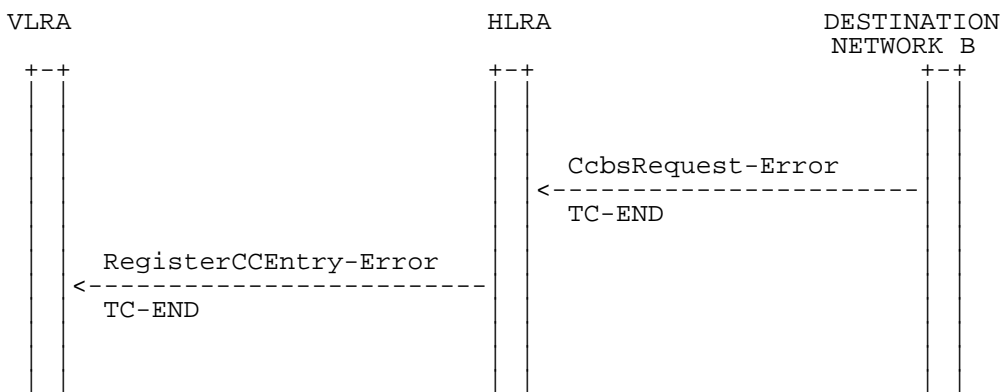 VLRA HLRA DESTINATION
NETWORK B
CcbsRequest-Error
TC-END
RegisterCCEntry-Error
TC-END